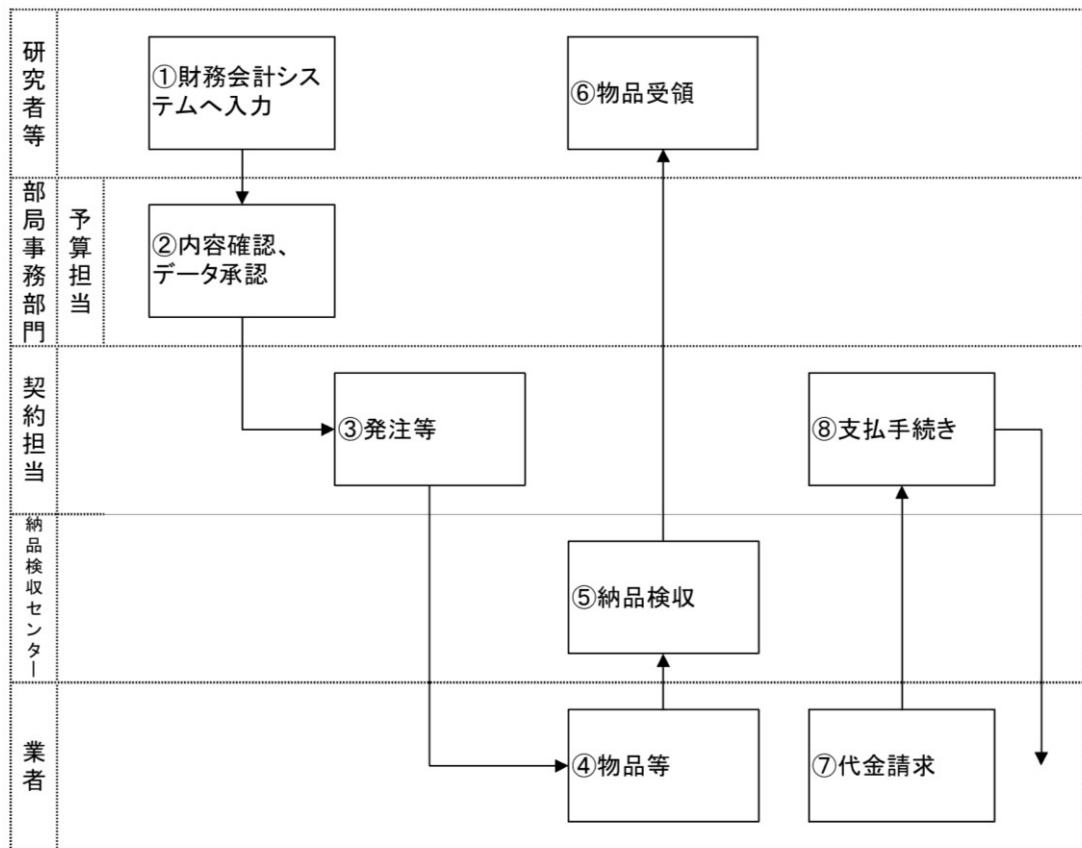 研究者等
①財務会計シス
テムへ入力
⑥物品受領
部局事務部門
予算担当
②内容確認、
データ承認
契約担当
③発注等
⑧支払手続き
納品検収センター
⑤納品検収
業者
④物品等
⑦代金請求